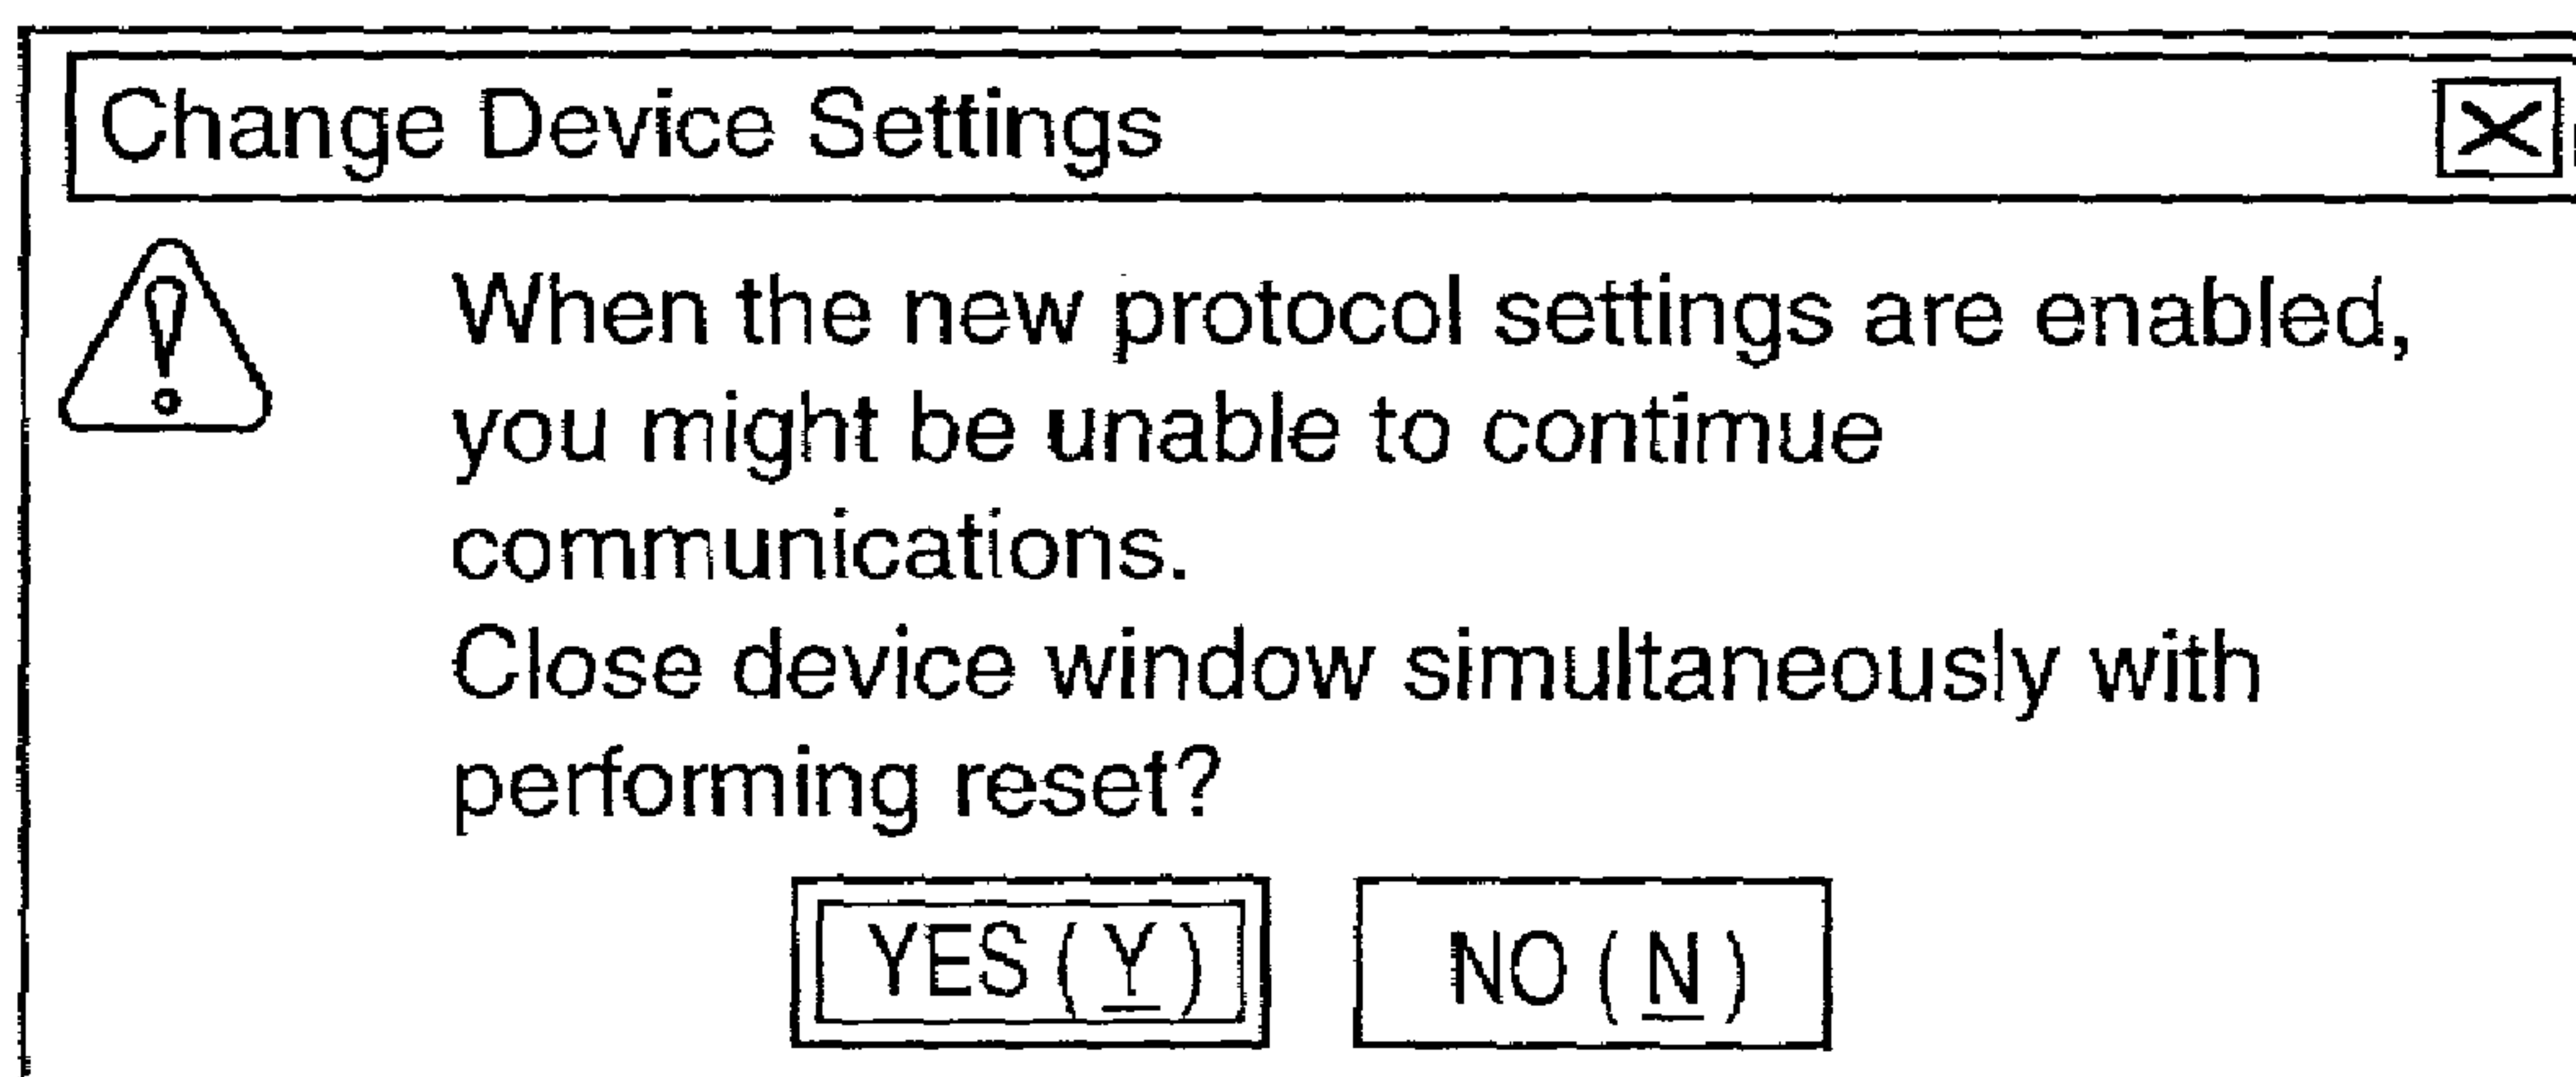 Change Device Settings
When the new protocol settings are enabled,
you might be unable to contimue
communications.
Close device window simultaneously with
performing reset?
YES (Y) NO (N)